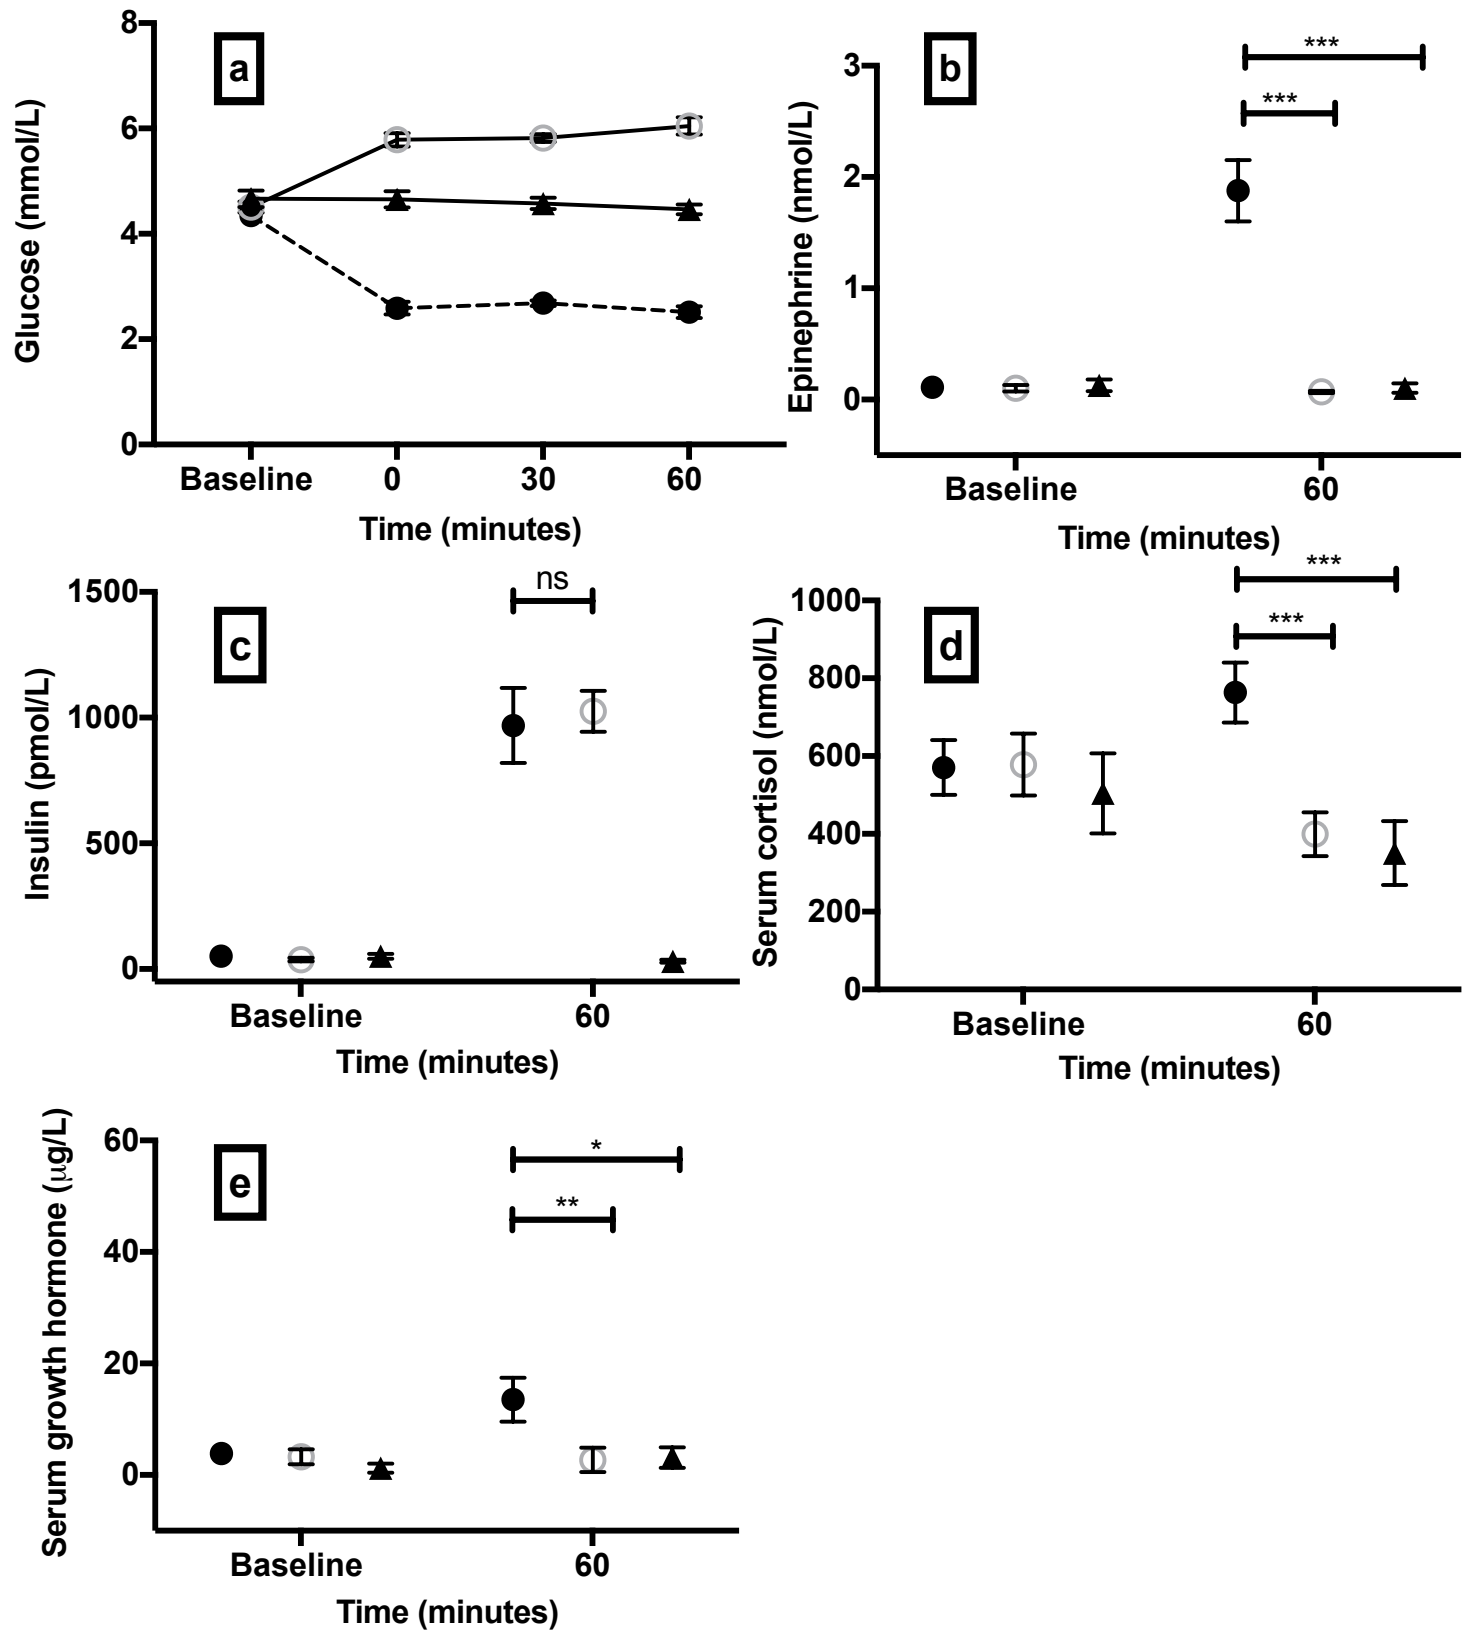 a
Glucose (mmol/L)
8
6
4
2
0
Baseline 0 30 60
Time (minutes)
b
Epinephrine (nmol/L)
***
***
3
2
1
0
Baseline 60
Time (minutes)
c
Insulin (pmol/L)
ns
1500
1000
500
0
Baseline 60
Time (minutes)
d
Serum cortisol (nmol/L)
***
***
1000
800
600
400
200
0
Baseline 60
Time (minutes)
e
Serum growth hormone (μg/L)
*
**
60
40
20
0
Baseline 60
Time (minutes)